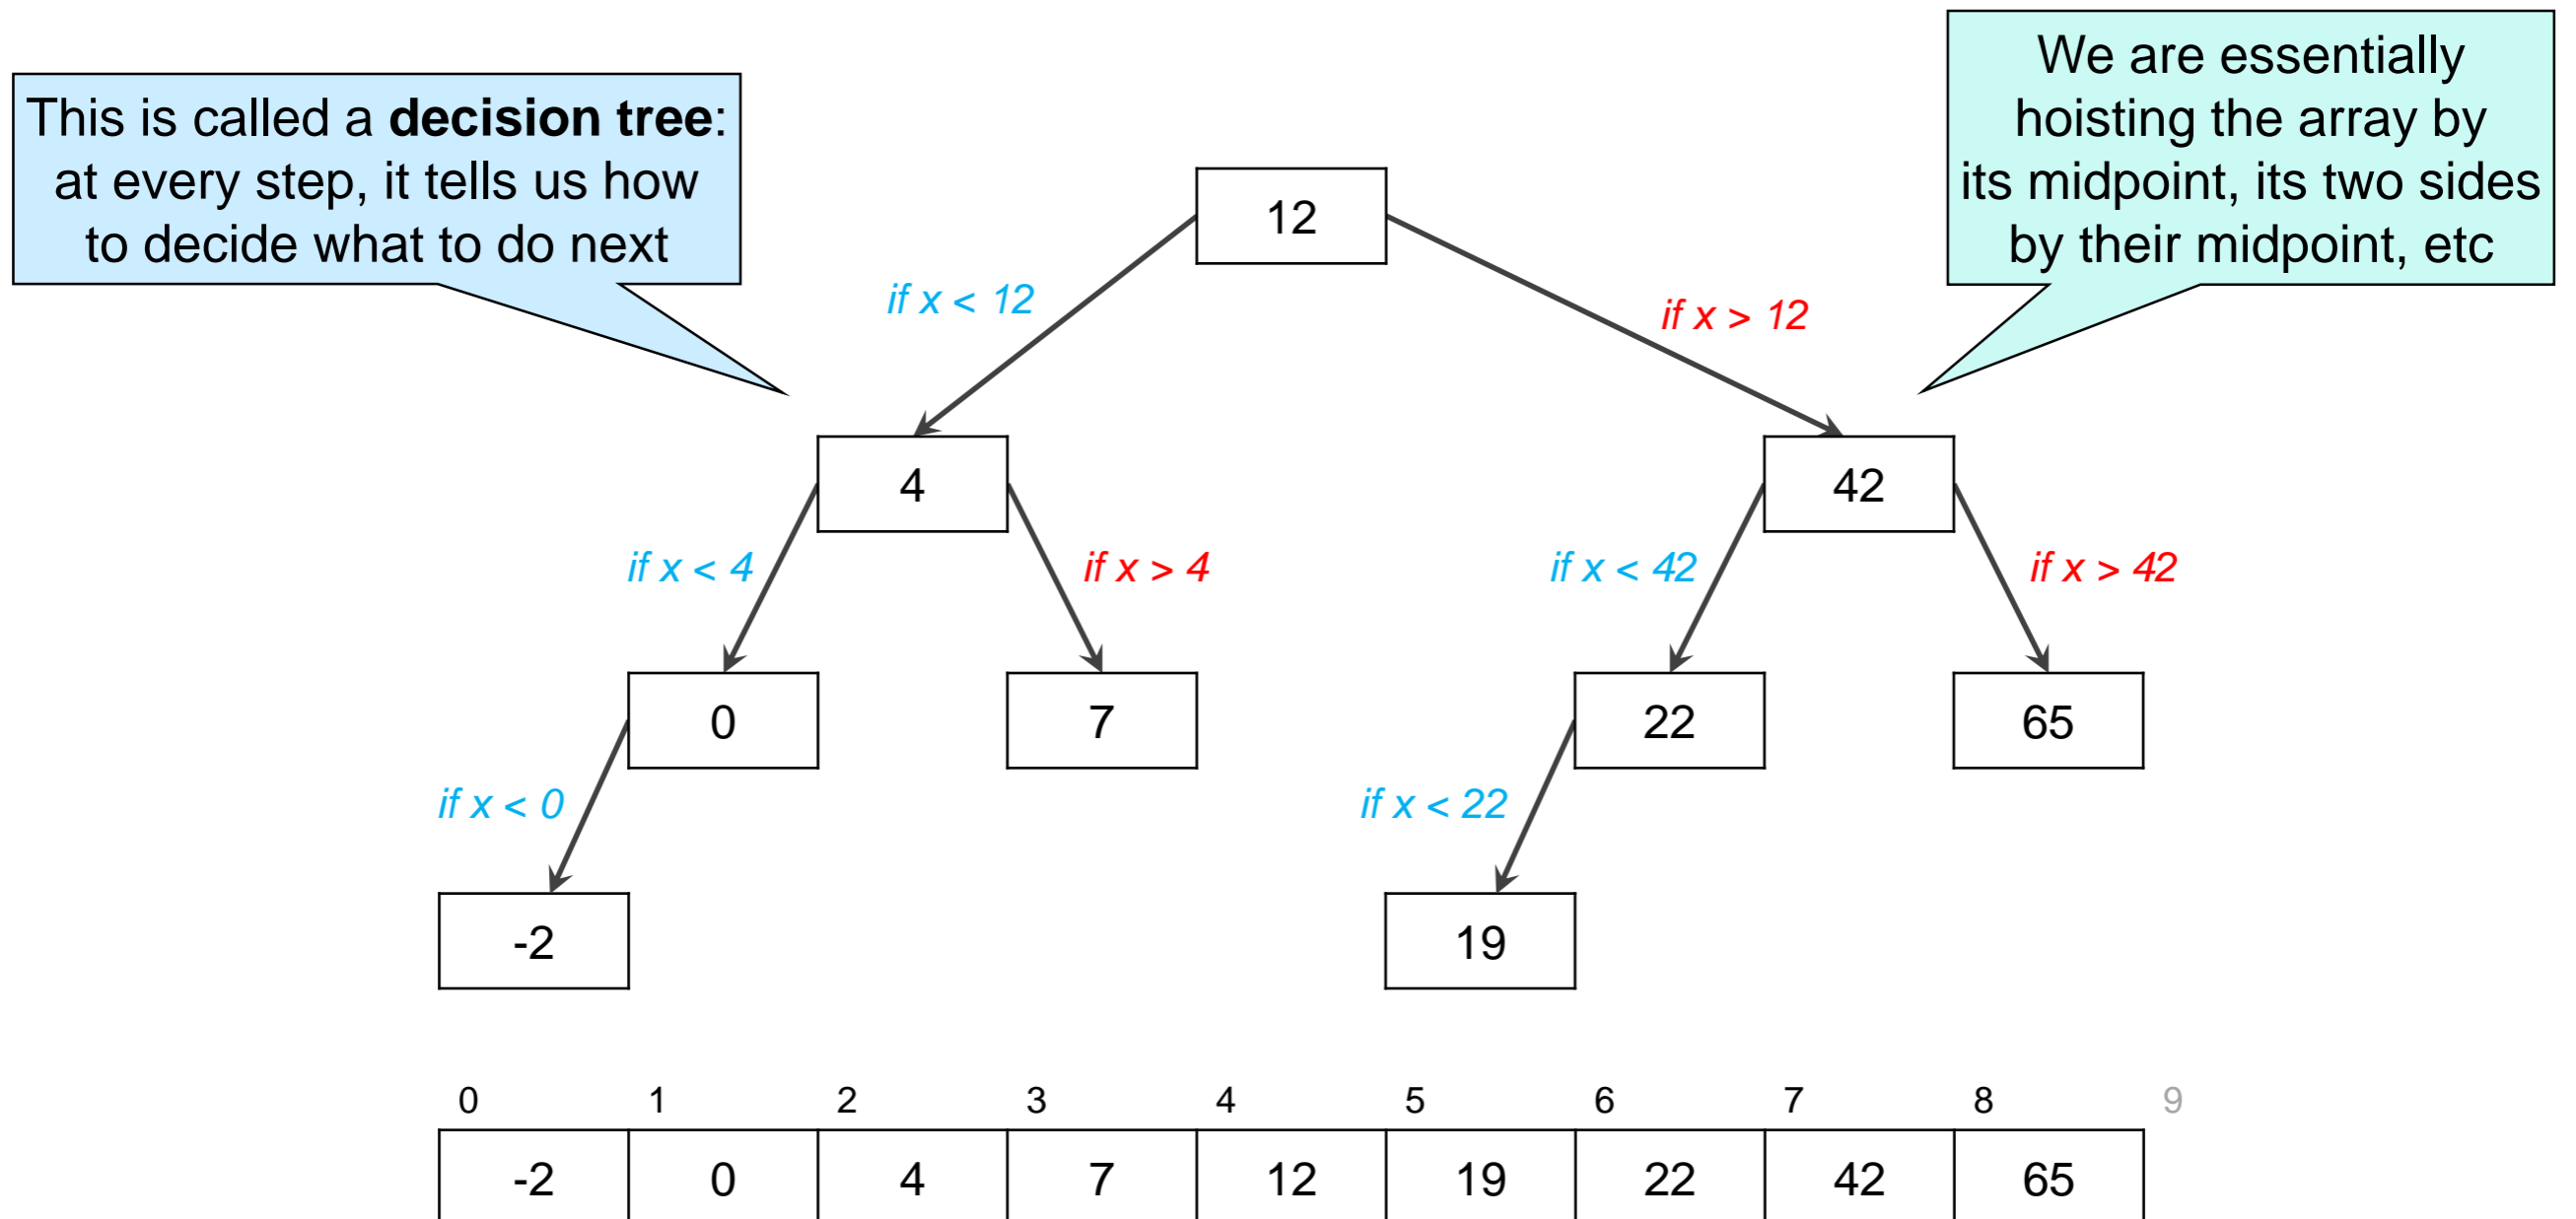 This is called a decision tree:
at every step, it tells us how
to decide what to do next
We are essentially
hoisting the array by
its midpoint, its two sides
by their midpoint, etc
12
if x < 12
if x > 12
4
42
if x < 4
if x > 4
if x < 42
if x > 42
0
7
22
65
if x < 0
if x < 22
-2
19
0 1 2 3 4 5 6 7 8 9
-2 0 4 7 12 19 22 42 65